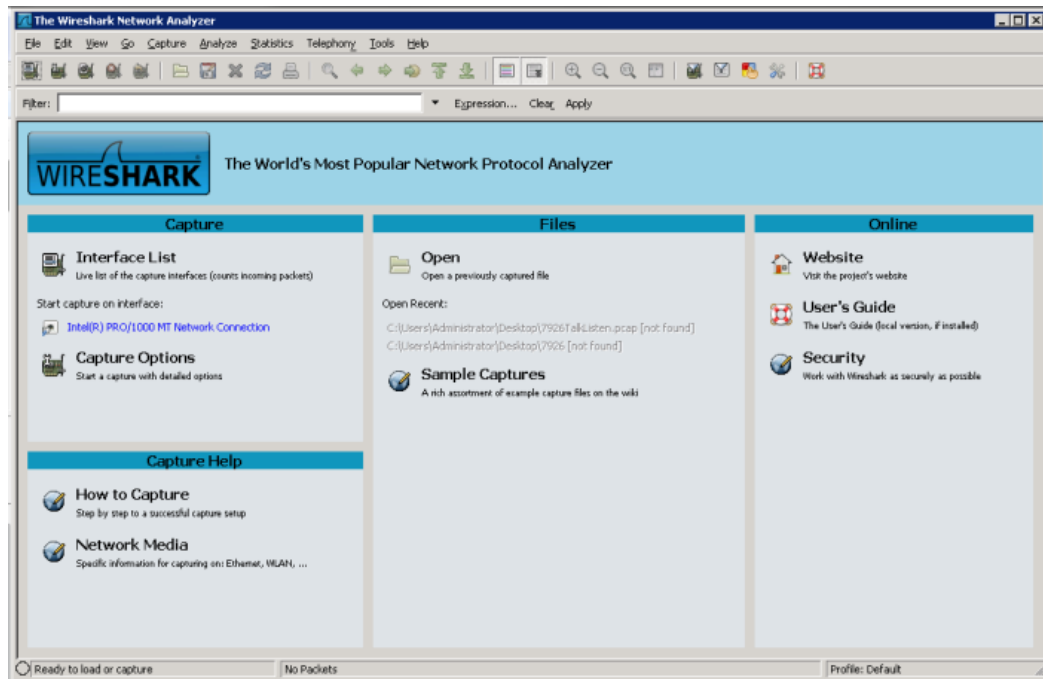 The Wireshark Network Analyzer
File Edit View Go Capture Analyze Statistics Telephony Tools Help
Filter: Expression... Clear Apply
WIRESHARK The World's Most Popular Network Protocol Analyzer
Capture
Interface List
Live list of the capture interfaces (counts incoming packets)
Start capture on interface:
Intel(R) PRO/1000 MT Network Connection
Capture Options
Start a capture with detailed options
Capture Help
How to Capture
Step by step to a successful capture setup
Network Media
Specific information for capturing on: Ethernet, WLAN, ...
Files
Open
Open a previously captured file
Open Recent:
C:\Users\Administrator\Desktop\7926TalkListen.pcap [not found]
C:\Users\Administrator\Desktop\7926 [not found]
Sample Captures
A rich assortment of example capture files on the wiki
Online
Website
Visit the project's website
User's Guide
The User's Guide (local version, if installed)
Security
Work with Wireshark as securely as possible
Ready to load or capture No Packets Profile: Default